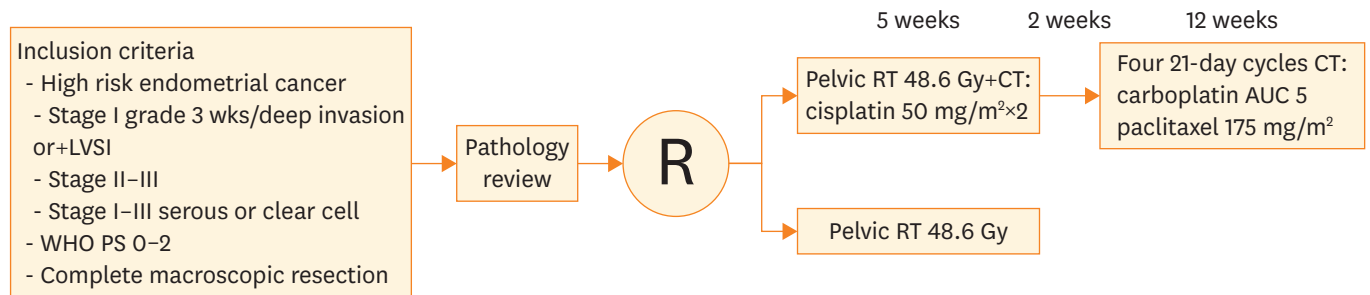 5 weeks
2 weeks
12 weeks
Inclusion criteria
- High risk endometrial cancer
- Stage I grade 3 wks/deep invasion
or+LVSI
- Stage II–III
- Stage I–III serous or clear cell
- WHO PS 0–2
- Complete macroscopic resection
Pathology
review
R
Pelvic RT 48.6 Gy+CT:
cisplatin 50 mg/m²×2
Four 21-day cycles CT:
carboplatin AUC 5
paclitaxel 175 mg/m²
Pelvic RT 48.6 Gy